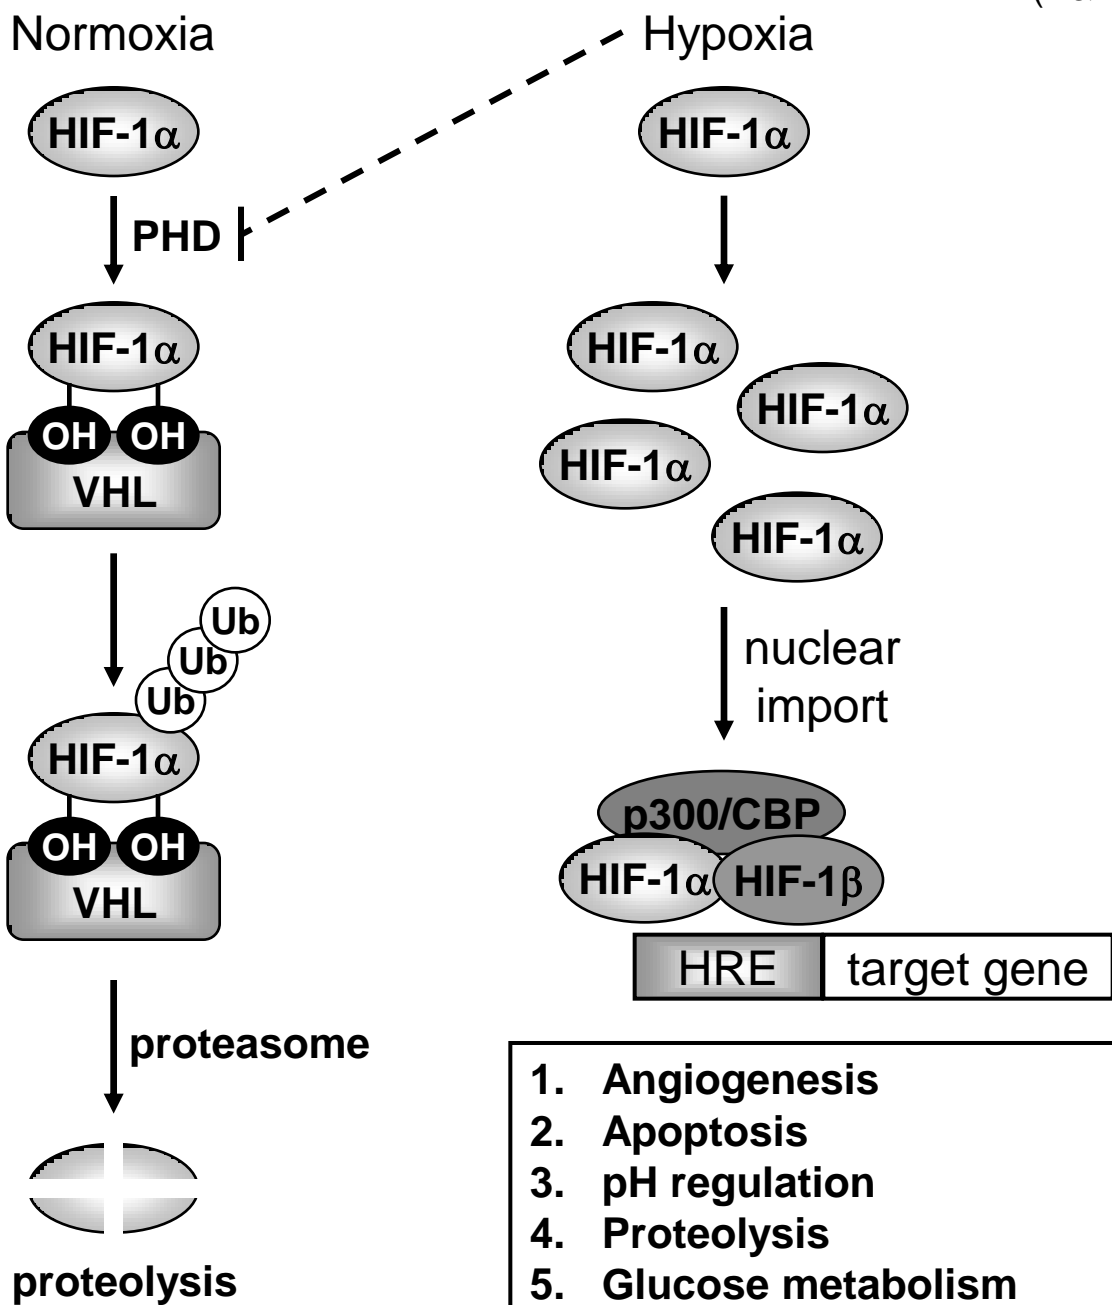 Normoxia
HIF-1α
PHD
HIF-1α
OH OH
VHL
Ub
Ub
Ub
HIF-1α
OH OH
VHL
proteasome
proteolysis
Hypoxia
HIF-1α
HIF-1α
HIF-1α
HIF-1α
HIF-1α
nuclear
import
p300/CBP
HIF-1α HIF-1β
HRE target gene
1. Angiogenesis
2. Apoptosis
3. pH regulation
4. Proteolysis
5. Glucose metabolism